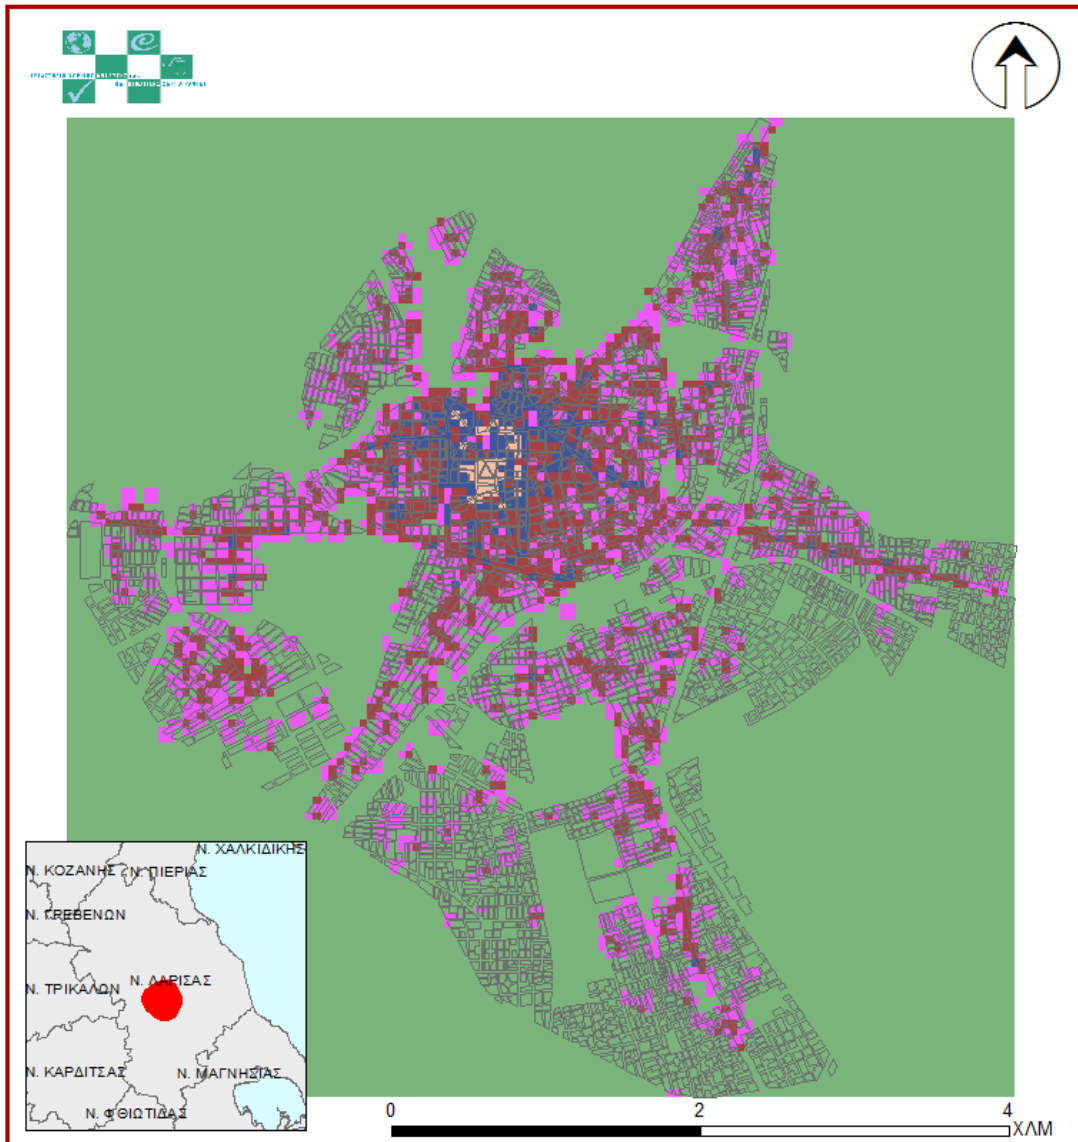 Ν. ΧΑΛΚΙΔΙΚΗΣ
Ν. ΚΟΖΑΝΗΣ
Ν. ΠΙΕΡΙΑΣ
Ν. ΓΡΕΒΕΝΩΝ
Ν. ΛΑΡΙΣΑΣ
Ν. ΤΡΙΚΑΛΩΝ
Ν. ΚΑΡΔΙΤΣΑΣ
Ν. ΜΑΓΝΗΣΙΑΣ
Ν. ΦΘΙΩΤΙΔΑΣ
0 2 4
ΧΛΜ